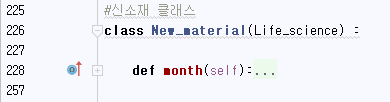 225 #신소재 클래스
226 class New_material(Life_science) :
227
228 def month(self):...
257